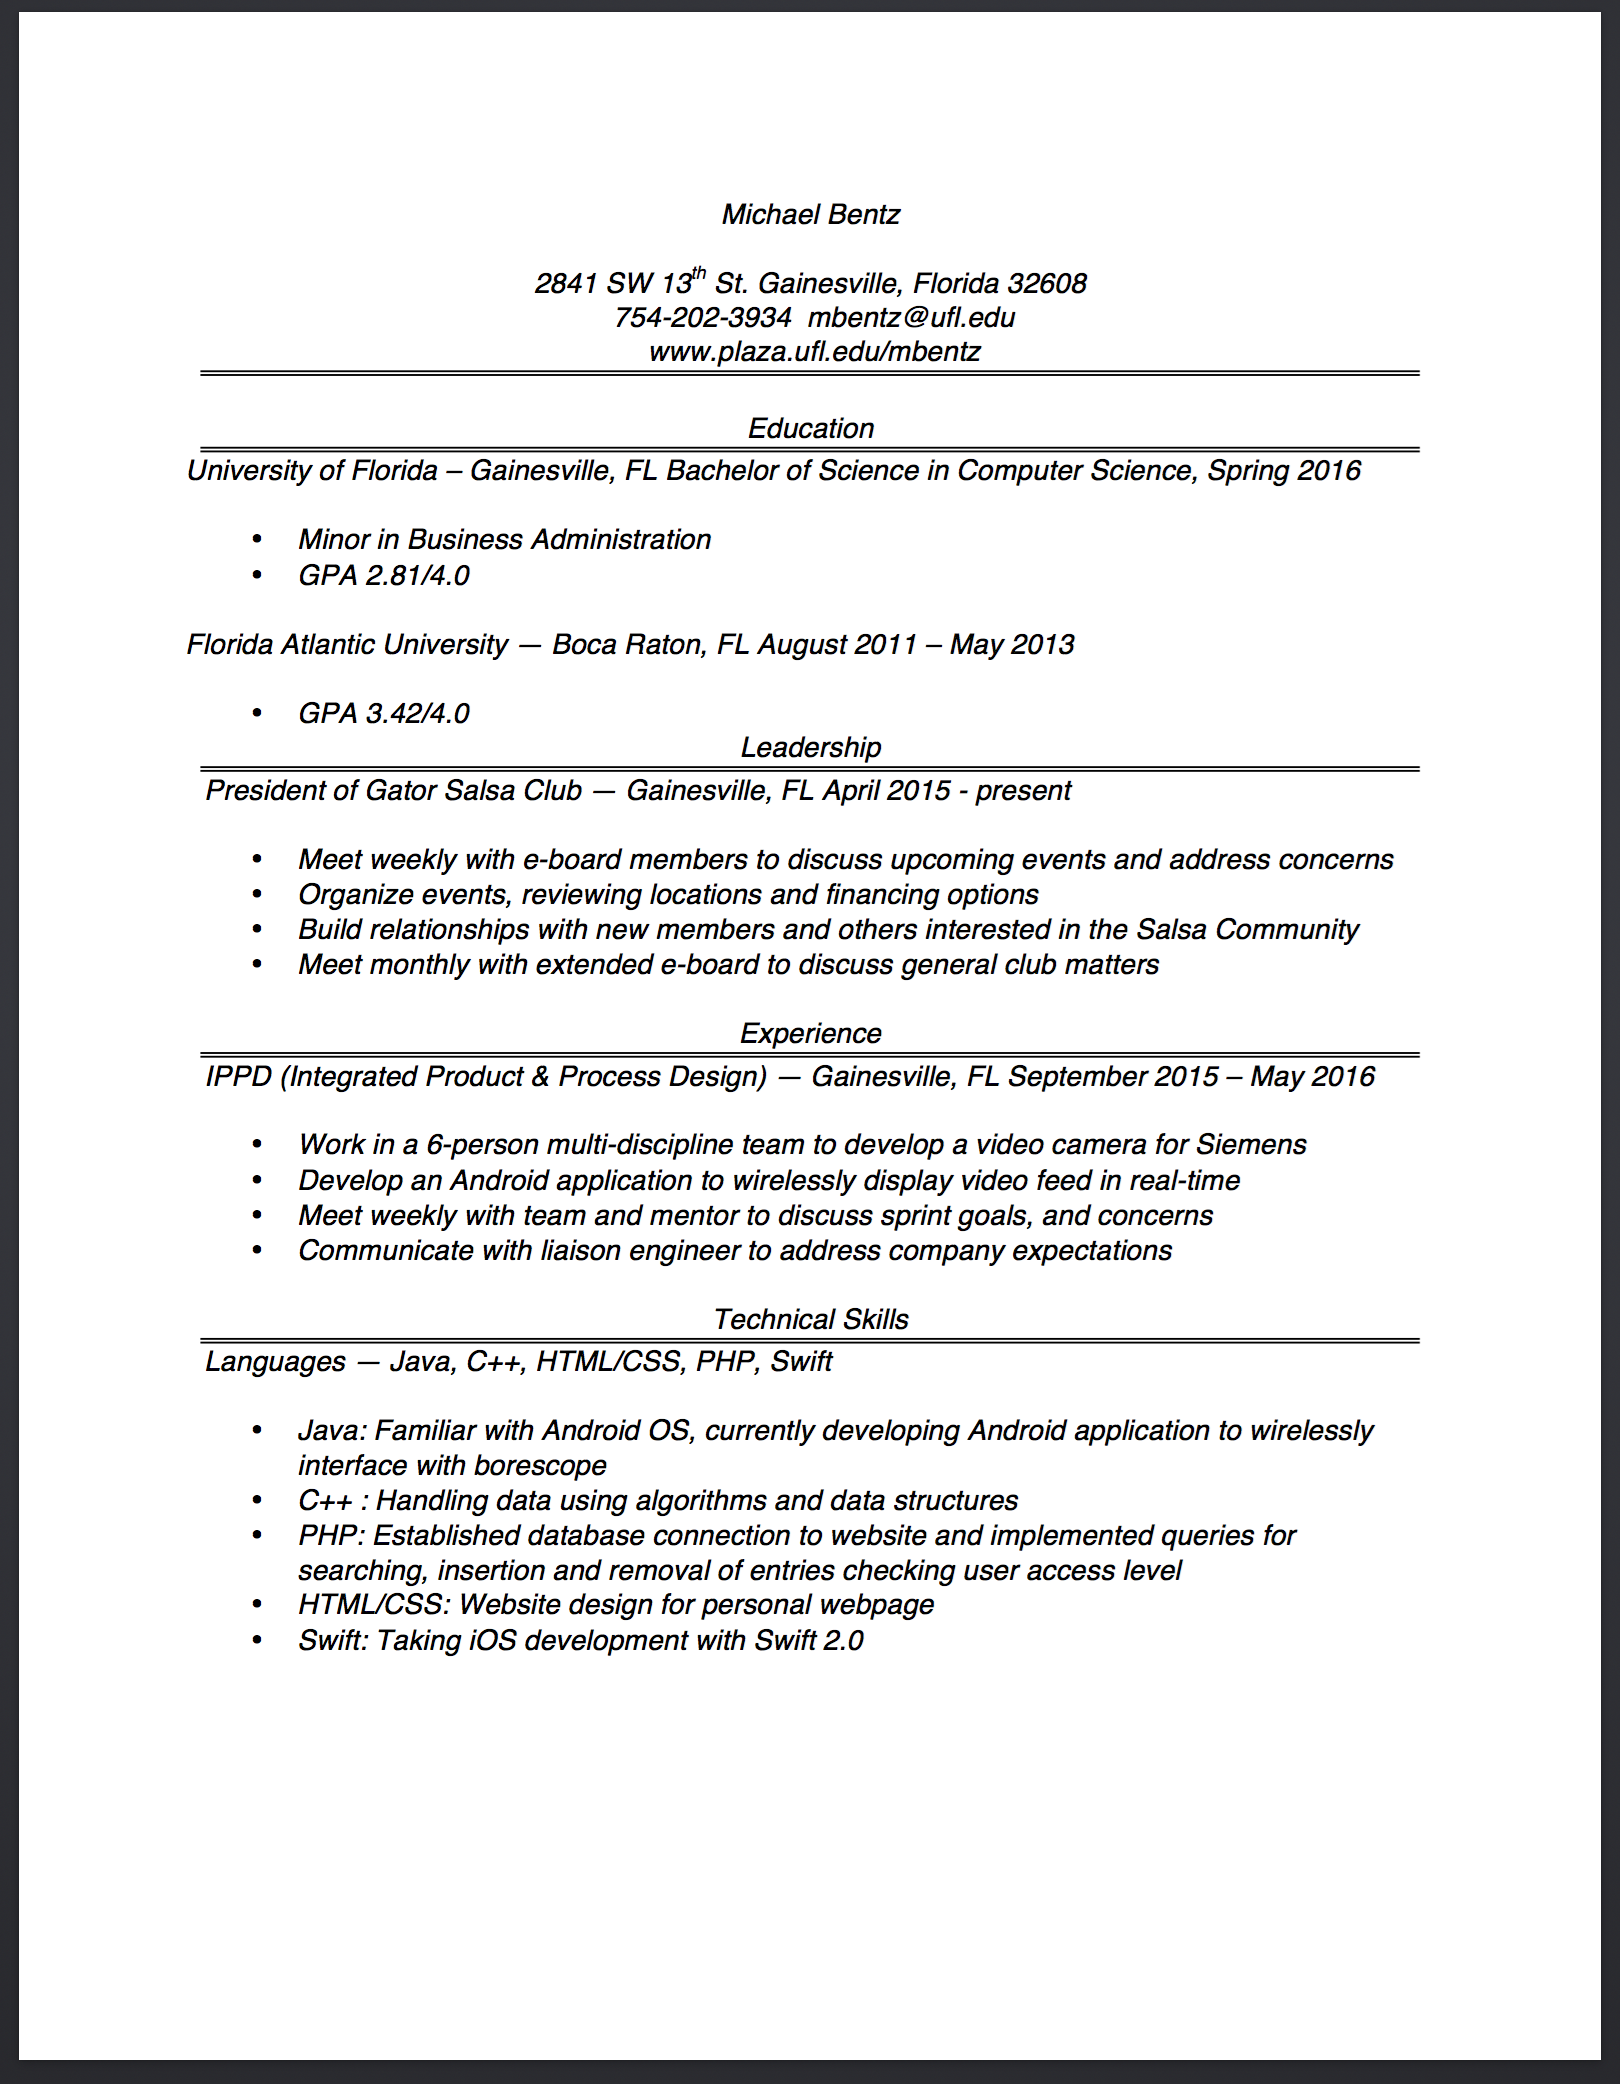 Michael Bentz
2841 SW 13th St. Gainesville, Florida 32608
754-202-3934  mbentz@ufl.edu
www.plaza.ufl.edu/mbentz
Education
University of Florida – Gainesville, FL Bachelor of Science in Computer Science, Spring 2016
• Minor in Business Administration
• GPA 2.81/4.0
Florida Atlantic University — Boca Raton, FL August 2011 – May 2013
• GPA 3.42/4.0
Leadership
President of Gator Salsa Club — Gainesville, FL April 2015 - present
• Meet weekly with e-board members to discuss upcoming events and address concerns
• Organize events, reviewing locations and financing options
• Build relationships with new members and others interested in the Salsa Community
• Meet monthly with extended e-board to discuss general club matters
Experience
IPPD (Integrated Product & Process Design) — Gainesville, FL September 2015 – May 2016
• Work in a 6-person multi-discipline team to develop a video camera for Siemens
• Develop an Android application to wirelessly display video feed in real-time
• Meet weekly with team and mentor to discuss sprint goals, and concerns
• Communicate with liaison engineer to address company expectations
Technical Skills
Languages — Java, C++, HTML/CSS, PHP, Swift
• Java: Familiar with Android OS, currently developing Android application to wirelessly
interface with borescope
• C++ : Handling data using algorithms and data structures
• PHP: Established database connection to website and implemented queries for
searching, insertion and removal of entries checking user access level
• HTML/CSS: Website design for personal webpage
• Swift: Taking iOS development with Swift 2.0